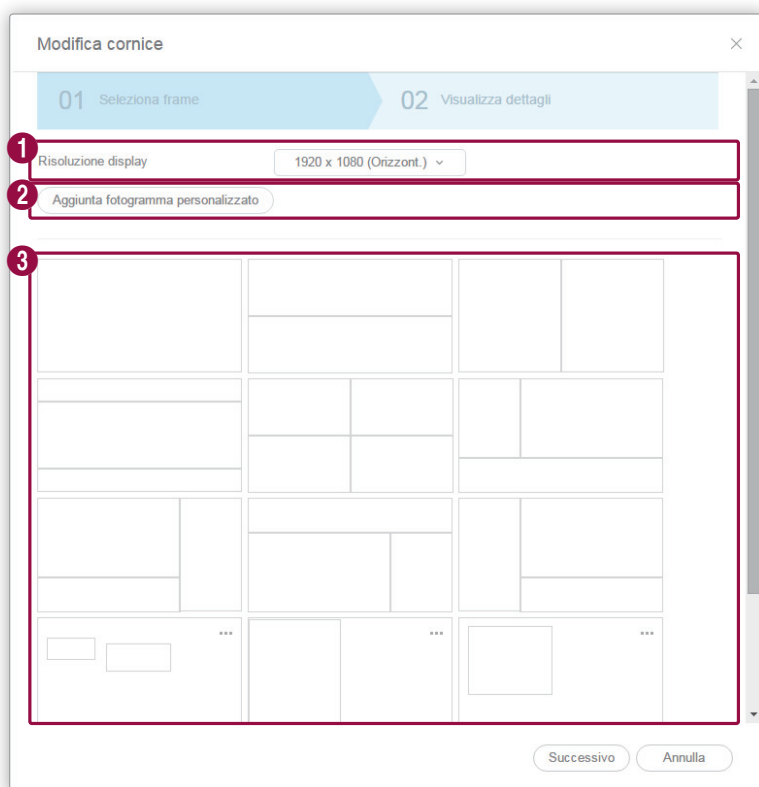 Modifica cornice
01 Seleziona frame
02 Visualizza dettagli
1
Risoluzione display
1920 x 1080 (Orizzont.)
2
Aggiunta fotogramma personalizzato
3
Successivo
Annulla